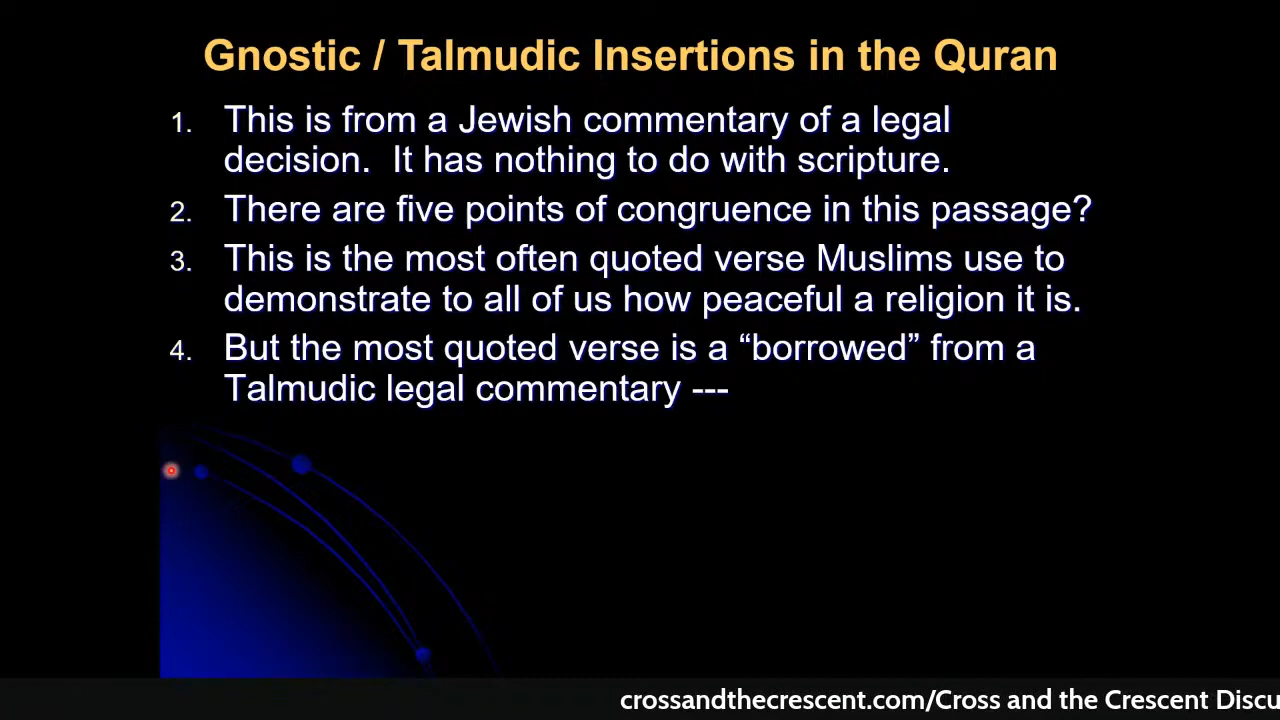 Gnostic / Talmudic Insertions in the Quran
1. This is from a Jewish commentary of a legal
decision. It has nothing to do with scripture.
2. There are five points of congruence in this passage?
3. This is the most often quoted verse Muslims use to
demonstrate to all of us how peaceful a religion it is.
4. But the most quoted verse is a “borrowed” from a
Talmudic legal commentary ---
crossandthecrescent.com/Cross and the Crescent Discu